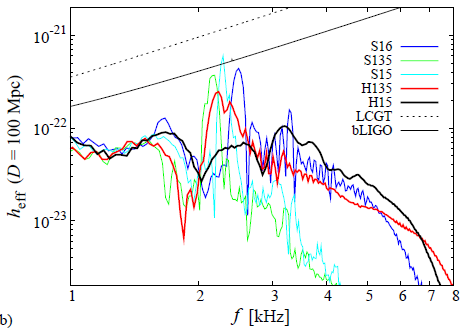 10^-21
10^-22
10^-23
h_eff (D = 100 Mpc)
S16
S135
S15
H135
H15
LCGT
bLIGO
1 2 3 4 5 6 7 8
f [kHz]
b)